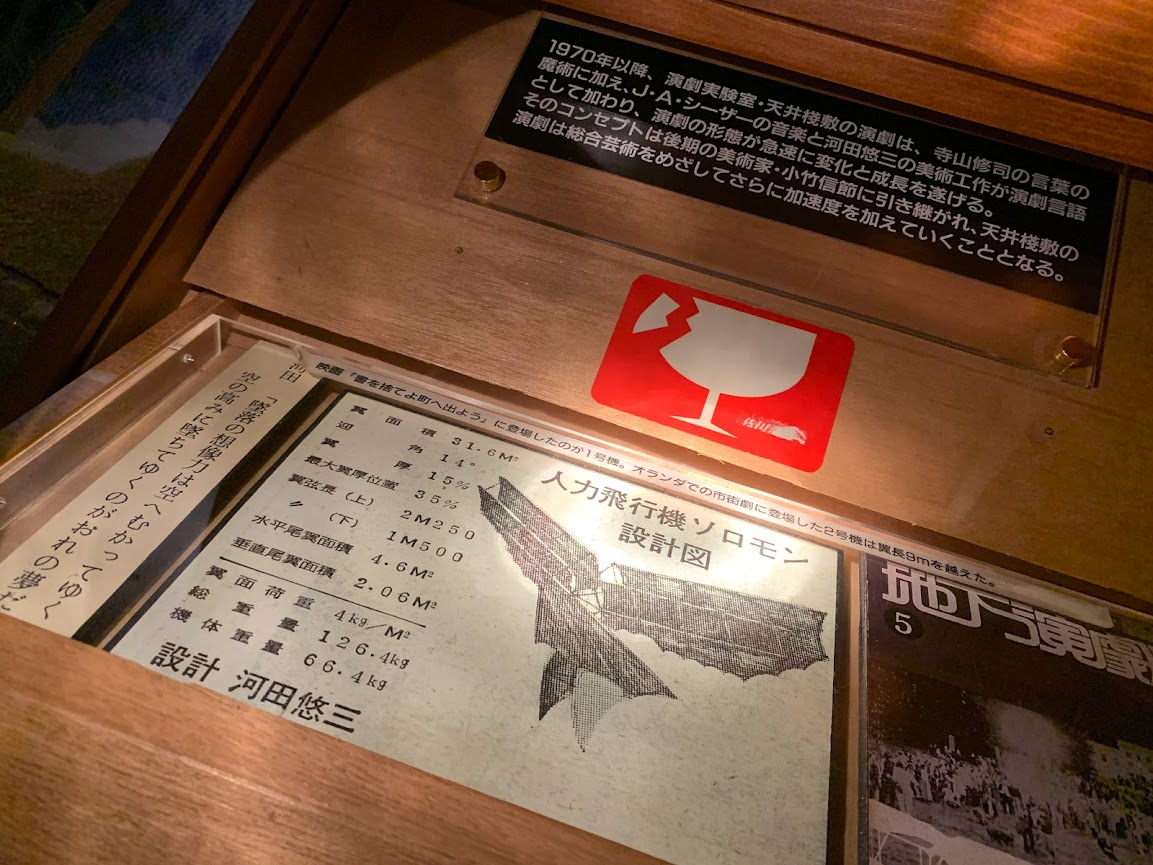 1970年以降、演劇実験室・天井棧敷の演劇は、寺山修司の言葉の
魔術に加え、J・A・シーザーの音楽と河田悠三の美術工作が演劇言語
として加わり、演劇の形態が急速に変化と成長を遂げる。
そのコンセプトは後期の美術家・小竹信節に引き継がれ、天井棧敷の
演劇は総合芸術をめざしてさらに加速度を加えていくこととなる。
映画『書を捨てよ町へ出よう』に登場したのが1号機。オランダでの市街劇に登場した2号機は翼長9mを越えた。
「墜落の想像力は空へむかってゆく
空の高みに墜ちてゆくのがおれの夢だ
人力飛行機ソロモン
設計図
翼面積 31.6M²
迎角 14°
翼厚 15%
最大翼厚位置 35%
翼弦長(上) 2M250
〃(下) 1M500
水平尾翼面積 4.6M²
垂直尾翼面積 2.06M²
翼面荷重 4kg/M²
総重量 126.4kg
機体重量 66.4kg
設計 河田悠三
地下演劇
5